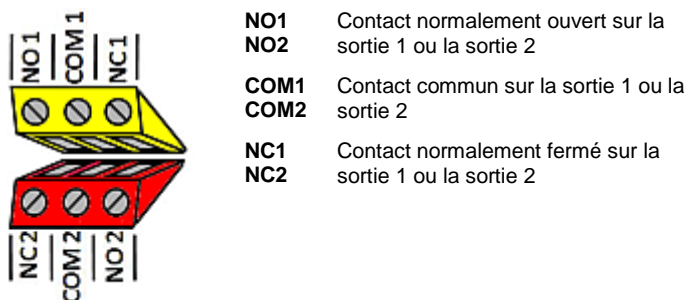 NO1
COM1
NC1
NC2
COM2
NO2
NO1 Contact normalement ouvert sur la
NO2 sortie 1 ou la sortie 2
COM1 Contact commun sur la sortie 1 ou la
COM2 sortie 2
NC1 Contact normalement fermé sur la
NC2 sortie 1 ou la sortie 2